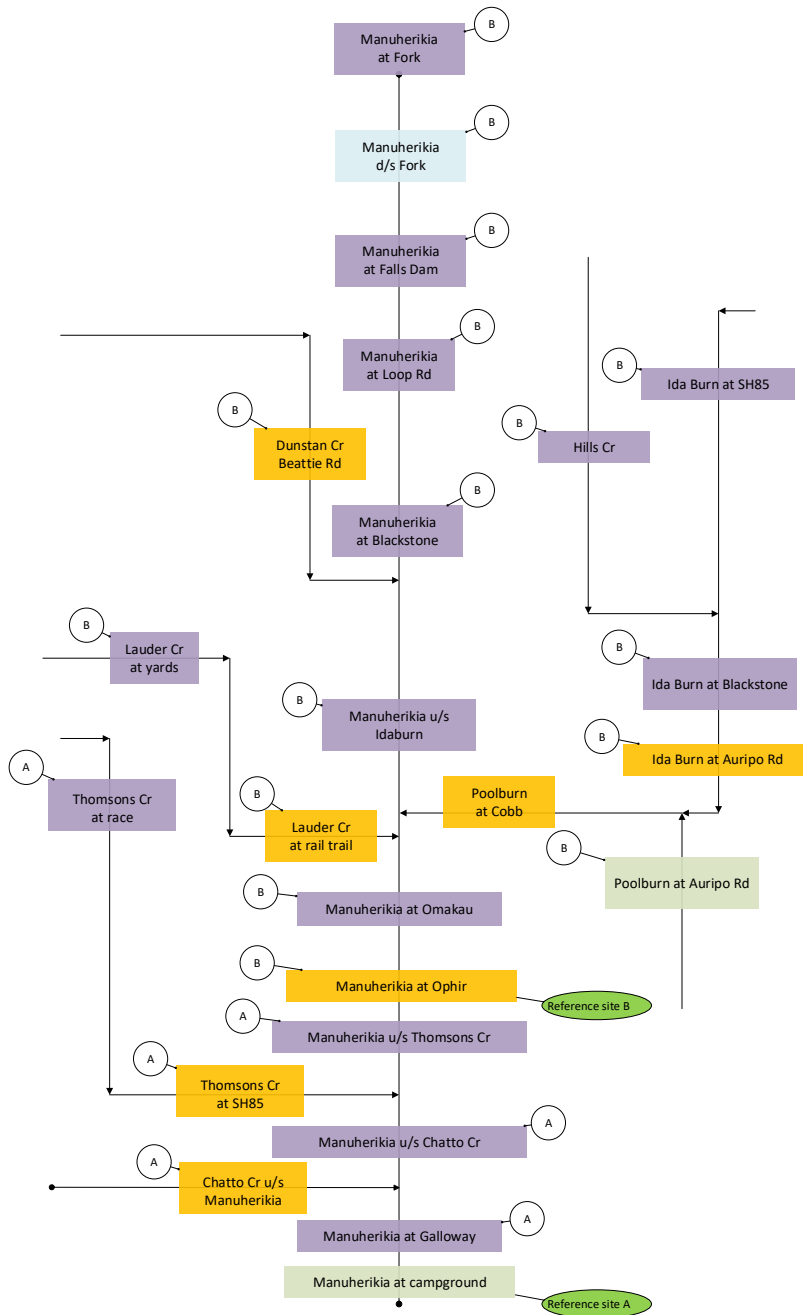 B
Manuherikia
at Fork
B
Manuherikia
d/s Fork
B
Manuherikia
at Falls Dam
B
Manuherikia
at Loop Rd
B
Ida Burn at SH85
B
Dunstan Cr
Beattie Rd
B
Hills Cr
B
Manuherikia
at Blackstone
B
Lauder Cr
at yards
B
Ida Burn at Blackstone
B
Manuherikia u/s
Idaburn
B
Ida Burn at Auripo Rd
A
Thomsons Cr
at race
B
Lauder Cr
at rail trail
Poolburn
at Cobb
B
Poolburn at Auripo Rd
B
Manuherikia at Omakau
B
Manuherikia at Ophir
Reference site B
A
Manuherikia u/s Thomsons Cr
A
Thomsons Cr
at SH85
A
Manuherikia u/s Chatto Cr
A
Chatto Cr u/s
Manuherikia
A
Manuherikia at Galloway
Manuherikia at campground
Reference site A